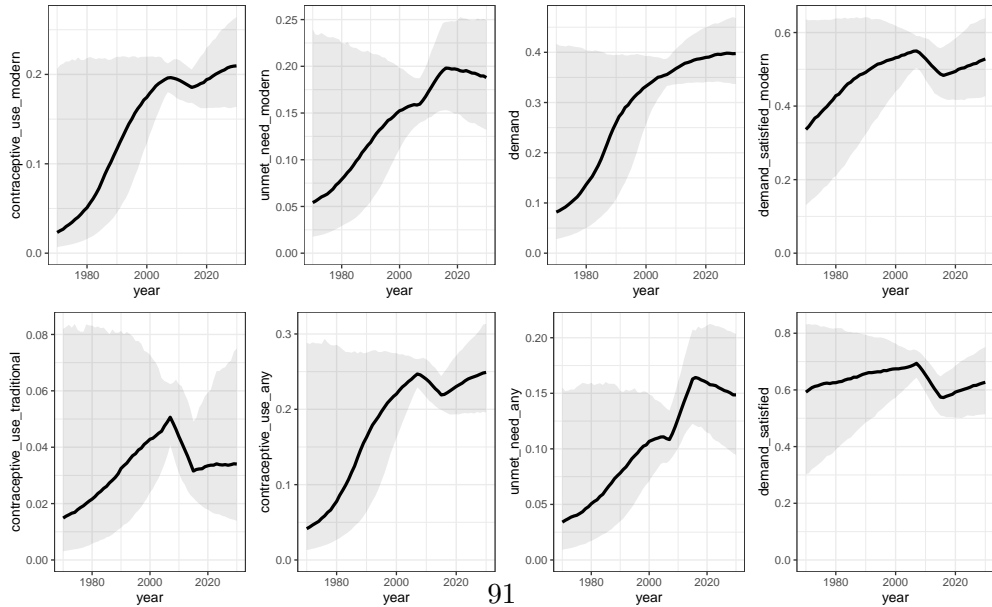 contraceptive_use_modern
0.0
0.1
0.2
1980 2000 2020
year
unmet_need_modern
0.00
0.05
0.10
0.15
0.20
0.25
1980 2000 2020
year
demand
0.0
0.1
0.2
0.3
0.4
1980 2000 2020
year
demand_satisfied_modern
0.0
0.2
0.4
0.6
1980 2000 2020
year
contraceptive_use_traditional
0.00
0.02
0.04
0.06
0.08
1980 2000 2020
year
contraceptive_use_any
0.0
0.1
0.2
0.3
1980 2000 2020
year
unmet_need_any
0.00
0.05
0.10
0.15
0.20
1980 2000 2020
year
demand_satisfied
0.0
0.2
0.4
0.6
0.8
1980 2000 2020
year
91